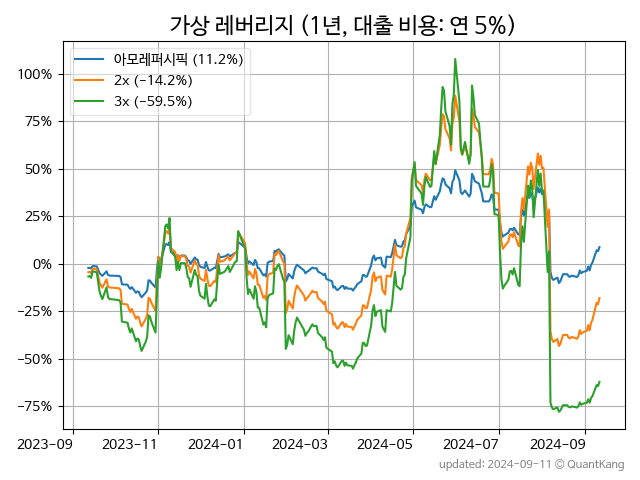 가상 레버리지 (1년, 대출 비용: 연 5%)
아모레퍼시픽 (11.2%)
2x (−14.2%)
3x (−59.5%)
100%
75%
50%
25%
0%
−25%
−50%
−75%
2023-09 2023-11 2024-01 2024-03 2024-05 2024-07 2024-09
updated: 2024-09-11 © QuantKang